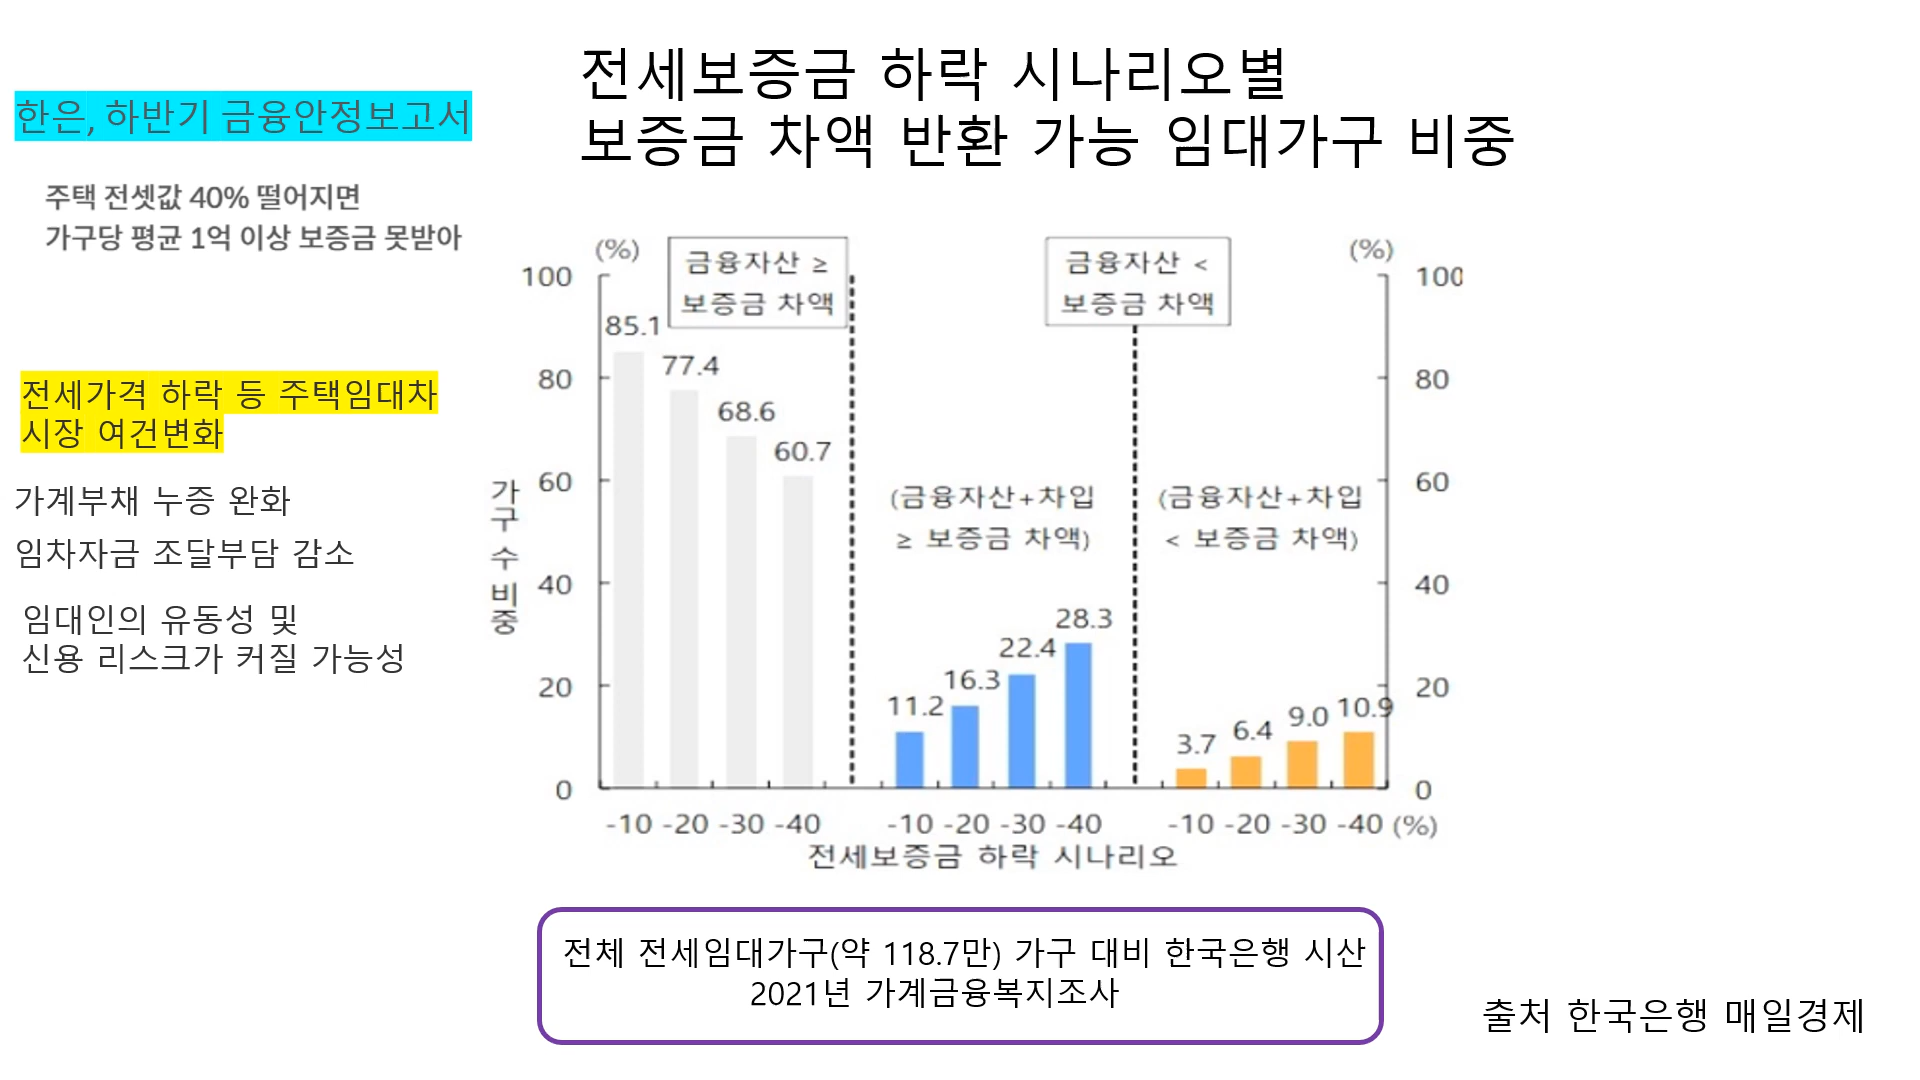 전세보증금 하락 시나리오별
보증금 차액 반환 가능 임대가구 비중
한은, 하반기 금융안정보고서
주택 전셋값 40% 떨어지면
가구당 평균 1억 이상 보증금 못받아
전세가격 하락 등 주택임대차
시장 여건변화
가계부채 누증 완화
임차자금 조달부담 감소
임대인의 유동성 및
신용 리스크가 커질 가능성
(%)
금융자산 ≥
보증금 차액
금융자산 <
보증금 차액
(%)
100
80
60
40
20
0
가구 수 비중
85.1
77.4
68.6
60.7
(금융자산+차입
≥ 보증금 차액)
11.2
16.3
22.4
28.3
(금융자산+차입
< 보증금 차액)
3.7
6.4
9.0
10.9
100
80
60
40
20
0
-10 -20 -30 -40 -10 -20 -30 -40 -10 -20 -30 -40 (%)
전세보증금 하락 시나리오
전체 전세임대가구(약 118.7만) 가구 대비 한국은행 시산
2021년 가계금융복지조사
출처 한국은행 매일경제